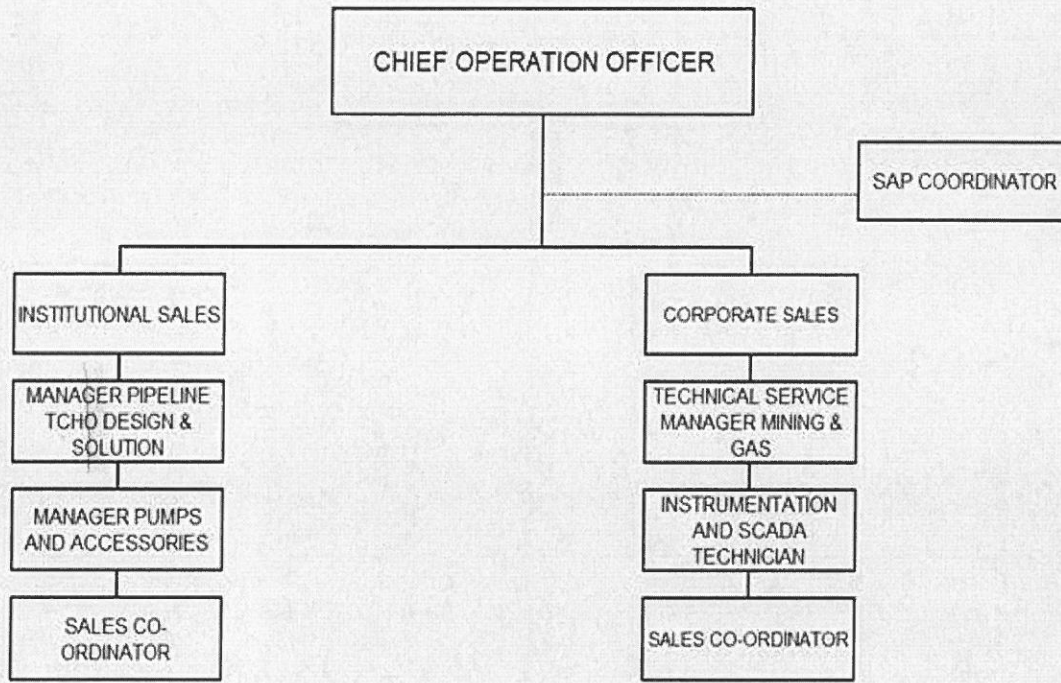 CHIEF OPERATION OFFICER
SAP COORDINATOR
INSTITUTIONAL SALES
CORPORATE SALES
MANAGER PIPELINE
TCHO DESIGN &
SOLUTION
TECHNICAL SERVICE
MANAGER MINING &
GAS
MANAGER PUMPS
AND ACCESSORIES
INSTRUMENTATION
AND SCADA
TECHNICIAN
SALES CO-
ORDINATOR
SALES CO-ORDINATOR